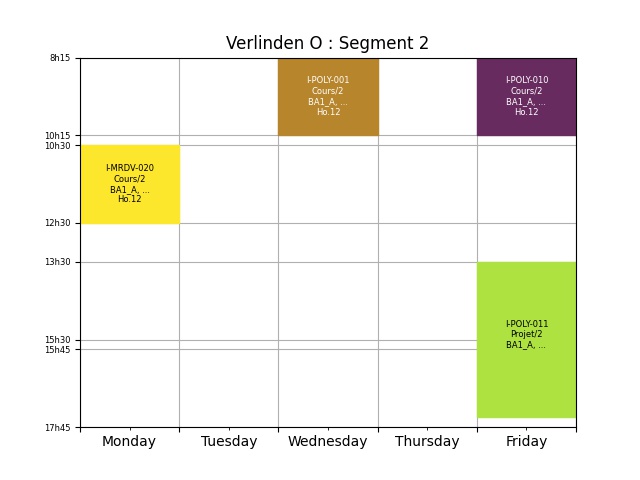 Verlinden O : Segment 2
8h15
10h15
10h30
12h30
13h30
15h30
15h45
17h45
I-MRDV-020
Cours/2
BA1_A, ...
Ho.12
I-POLY-001
Cours/2
BA1_A, ...
Ho.12
I-POLY-010
Cours/2
BA1_A, ...
Ho.12
I-POLY-011
Projet/2
BA1_A, ...
Monday
Tuesday
Wednesday
Thursday
Friday